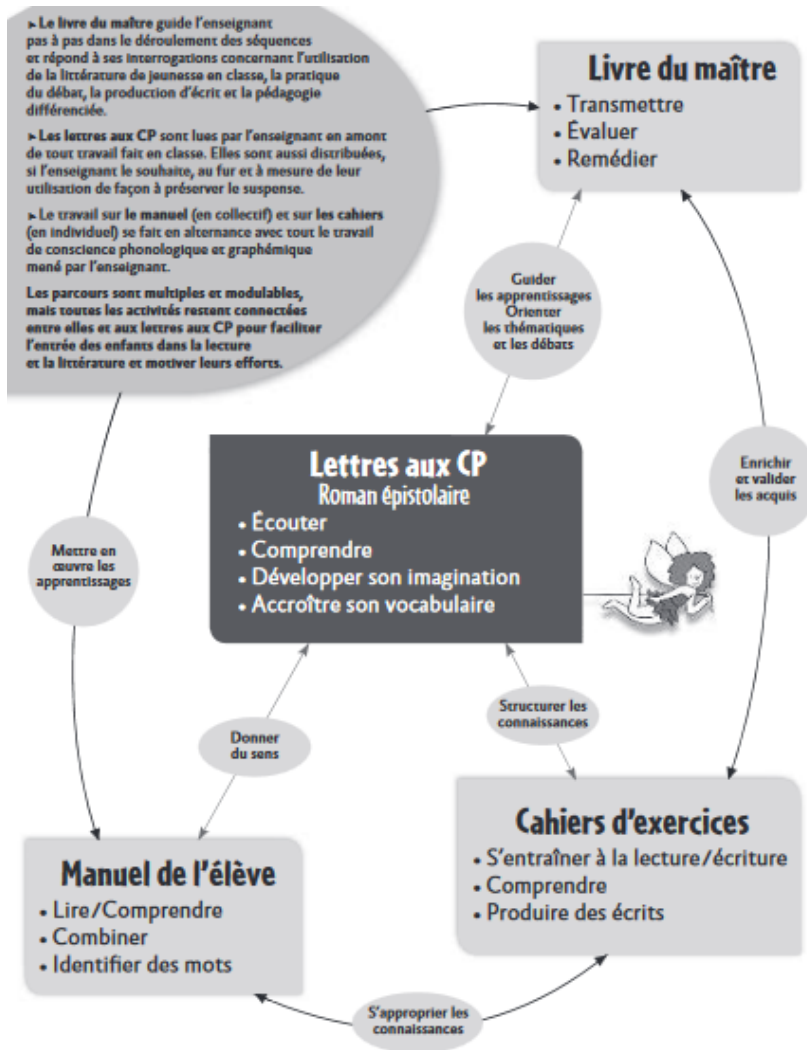 ▸ Le livre du maître guide l'enseignant
pas à pas dans le déroulement des séquences
et répond à ses interrogations concernant l'utilisation
de la littérature de jeunesse en classe, la pratique
du débat, la production d'écrit et la pédagogie
différenciée.
▸ Les lettres aux CP sont lues par l'enseignant en amont
de tout travail fait en classe. Elles sont aussi distribuées,
si l'enseignant le souhaite, au fur et à mesure de leur
utilisation de façon à préserver le suspense.
▸ Le travail sur le manuel (en collectif) et sur les cahiers
(en individuel) se fait en alternance avec tout le travail
de conscience phonologique et graphémique
mené par l'enseignant.
Les parcours sont multiples et modulables,
mais toutes les activités restent connectées
entre elles et aux lettres aux CP pour faciliter
l'entrée des enfants dans la lecture
et la littérature et motiver leurs efforts.
Livre du maître
• Transmettre
• Évaluer
• Remédier
Guider
les apprentissages
Orienter
les thématiques
et les débats
Lettres aux CP
Roman épistolaire
• Écouter
• Comprendre
• Développer son imagination
• Accroître son vocabulaire
Enrichir
et valider
les acquis
Mettre en
œuvre les
apprentissages
Structurer les
connaissances
Donner
du sens
Cahiers d'exercices
• S'entraîner à la lecture/écriture
• Comprendre
• Produire des écrits
Manuel de l'élève
• Lire/Comprendre
• Combiner
• Identifier des mots
S'approprier les
connaissances